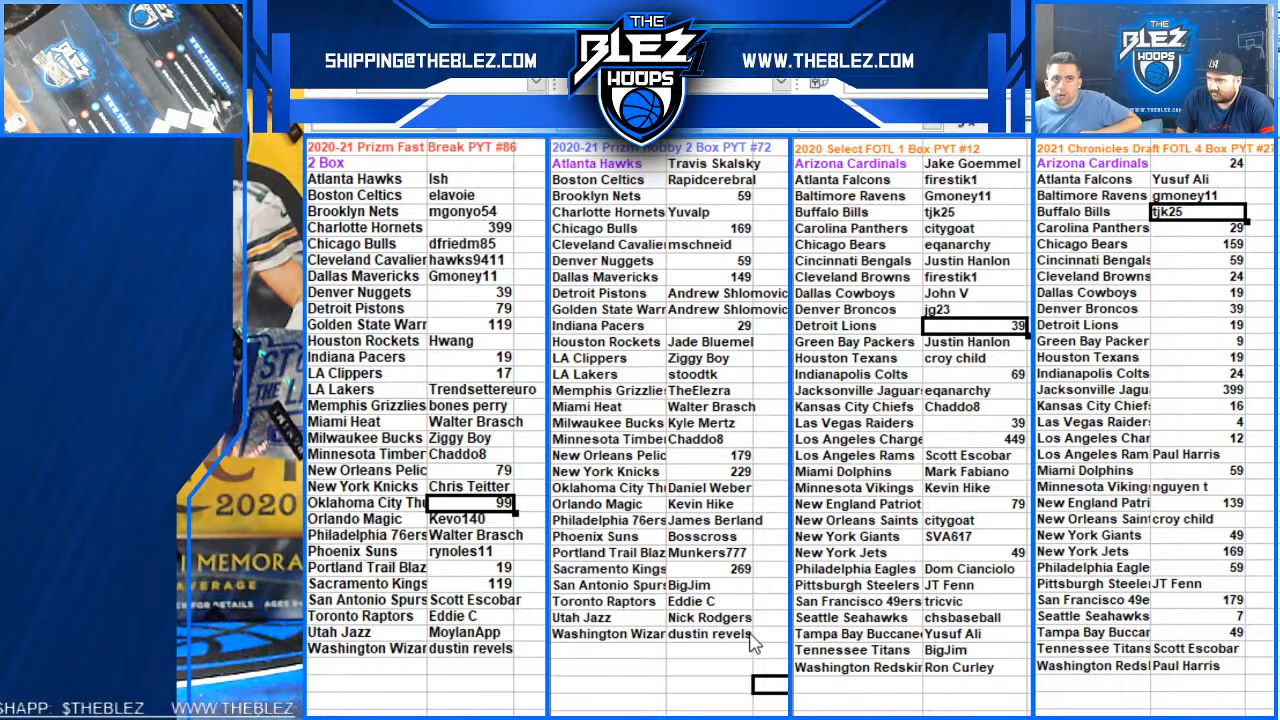 SHIPPING@THEBLEZ.COM
THE
BLEZ
HOOPS
WWW.THEBLEZ.COM
THE
BLEZ
HOOPS
2020-21 Prizm Fast Break PYT #86
2 Box
Atlanta Hawks Ish
Boston Celtics elavoie
Brooklyn Nets mgonyo54
Charlotte Hornets 399
Chicago Bulls dfriedm85
Cleveland Cavalier hawks9411
Dallas Mavericks Gmoney11
Denver Nuggets 39
Detroit Pistons 79
Golden State Warr 119
Houston Rockets Hwang
Indiana Pacers 19
LA Clippers 17
LA Lakers Trendsettereuro
Memphis Grizzlies bones perry
Miami Heat Walter Brasch
Milwaukee Bucks Ziggy Boy
Minnesota Timber Chaddo8
New Orleans Pelic 79
New York Knicks Chris Teitter
Oklahoma City Thu 99
Orlando Magic Kevo140
Philadelphia 76ers Walter Brasch
Phoenix Suns rynoles11
Portland Trail Blaz 19
Sacramento Kings 119
San Antonio Spurs Scott Escobar
Toronto Raptors Eddie C
Utah Jazz MoylanApp
Washington Wizar dustin revels
2020-21 Prizm Hobby 2 Box PYT #72
Atlanta Hawks Travis Skalsky
Boston Celtics Rapidcerebral
Brooklyn Nets 59
Charlotte Hornets Yuvalp
Chicago Bulls 169
Cleveland Cavalie mschneid
Denver Nuggets 59
Dallas Mavericks 149
Detroit Pistons Andrew Shlomovic
Golden State Warr Andrew Shlomovic
Indiana Pacers 29
Houston Rockets Jade Bluemel
LA Clippers Ziggy Boy
LA Lakers stoodtk
Memphis Grizzlie TheElezra
Miami Heat Walter Brasch
Milwaukee Bucks Kyle Mertz
Minnesota Timber Chaddo8
New Orleans Pelic 179
New York Knicks 229
Oklahoma City Thu Daniel Weber
Orlando Magic Kevin Hike
Philadelphia 76ers James Berland
Phoenix Suns Bosscross
Portland Trail Blaz Munkers777
Sacramento Kings 269
San Antonio Spurs BigJim
Toronto Raptors Eddie C
Utah Jazz Nick Rodgers
Washington Wizar dustin revels
2020 Select FOTL 1 Box PYT #12
Arizona Cardinals Jake Goemmel
Atlanta Falcons firestik1
Baltimore Ravens Gmoney11
Buffalo Bills tjk25
Carolina Panthers citygoat
Chicago Bears eqanarchy
Cincinnati Bengals Justin Hanlon
Cleveland Browns firestik1
Dallas Cowboys John V
Denver Broncos jg23
Detroit Lions 39
Green Bay Packers Justin Hanlon
Houston Texans croy child
Indianapolis Colts 69
Jacksonville Jaguars eqanarchy
Kansas City Chiefs Chaddo8
Las Vegas Raiders 39
Los Angeles Charge 449
Los Angeles Rams Scott Escobar
Miami Dolphins Mark Fabiano
Minnesota Vikings Kevin Hike
New England Patriot 79
New Orleans Saints citygoat
New York Giants SVA617
New York Jets 49
Philadelphia Eagles Dom Cianciolo
Pittsburgh Steelers JT Fenn
San Francisco 49ers tricvic
Seattle Seahawks chsbaseball
Tampa Bay Buccanee Yusuf Ali
Tennessee Titans BigJim
Washington Redskin Ron Curley
2021 Chronicles Draft FOTL 4 Box PYT #27
Arizona Cardinals 24
Atlanta Falcons Yusuf Ali
Baltimore Ravens gmoney11
Buffalo Bills tjk25
Carolina Panthers 29
Chicago Bears 159
Cincinnati Bengals 59
Cleveland Browns 24
Dallas Cowboys 19
Denver Broncos 39
Detroit Lions 19
Green Bay Packer 9
Houston Texans 19
Indianapolis Colts 24
Jacksonville Jagu 399
Kansas City Chiefs 16
Las Vegas Raiders 4
Los Angeles Char 12
Los Angeles Ram Paul Harris
Miami Dolphins 59
Minnesota Vikings nguyen t
New England Patri 139
New Orleans Saint croy child
New York Giants 49
New York Jets 169
Philadelphia Eagle 59
Pittsburgh Steeler JT Fenn
San Francisco 49e 179
Seattle Seahawks 7
Tampa Bay Buccar 49
Tennessee Titans Scott Escobar
Washington Redsl Paul Harris
2020
MEMORA
SHAPP: $THEBLEZ WWW.THEBLEZ